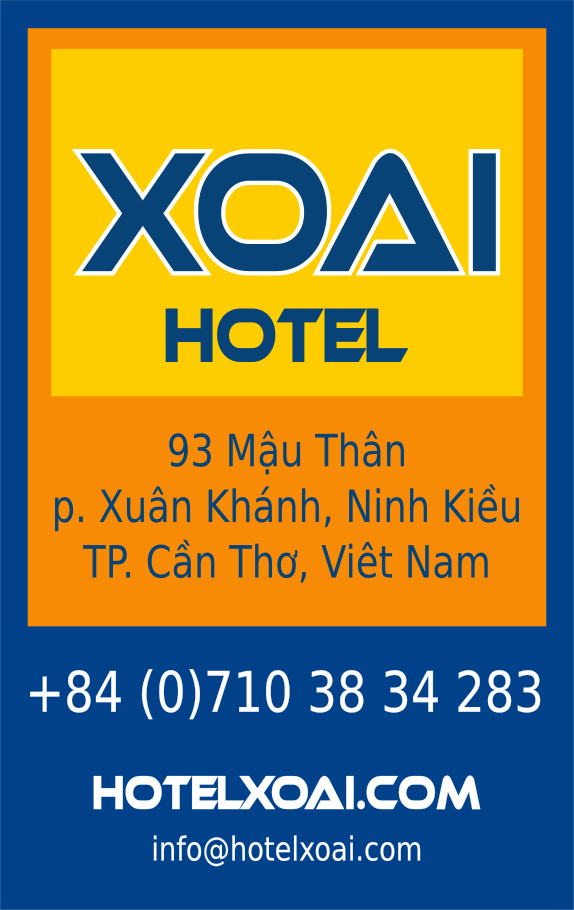 XOAI
HOTEL
93 Mậu Thân
p. Xuân Khánh, Ninh Kiều
TP. Cần Thơ, Viêt Nam
+84 (0)710 38 34 283
HOTELXOAI.COM
info@hotelxoai.com